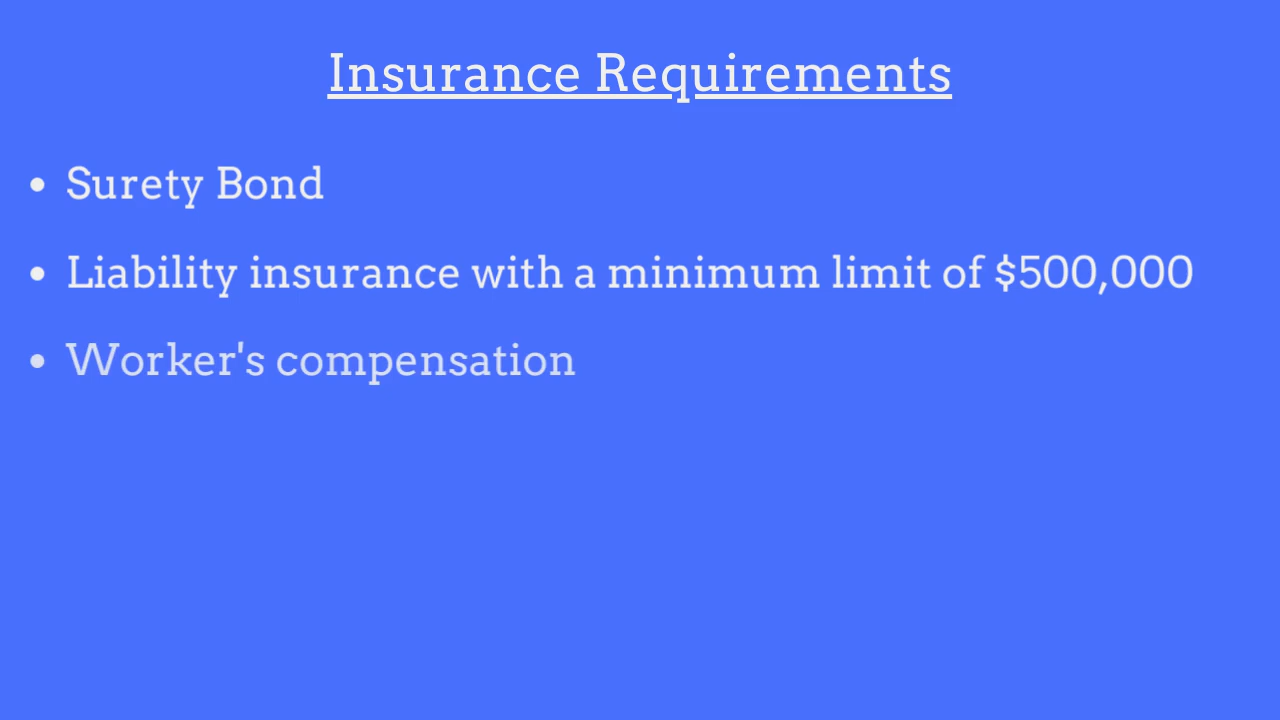 Insurance Requirements
• Surety Bond
• Liability insurance with a minimum limit of $500,000
• Worker's compensation